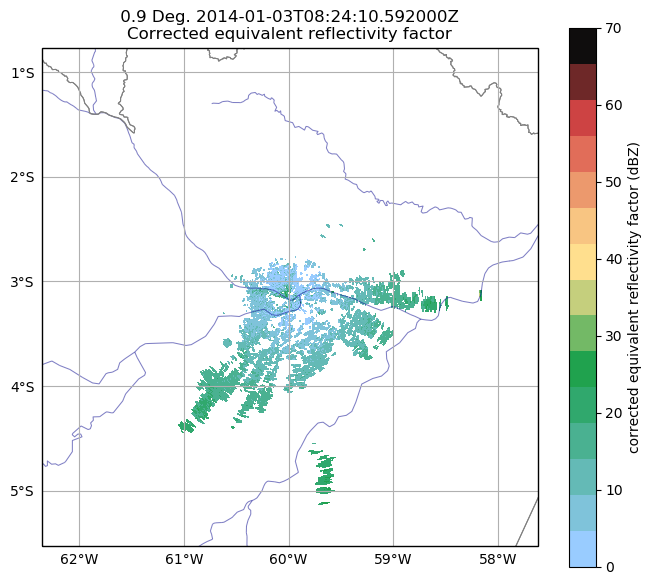 0.9 Deg. 2014-01-03T08:24:10.592000Z
Corrected equivalent reflectivity factor
1°S
2°S
3°S
4°S
5°S
62°W 61°W 60°W 59°W 58°W
70
60
50
40
30
20
10
0
corrected equivalent reflectivity factor (dBZ)